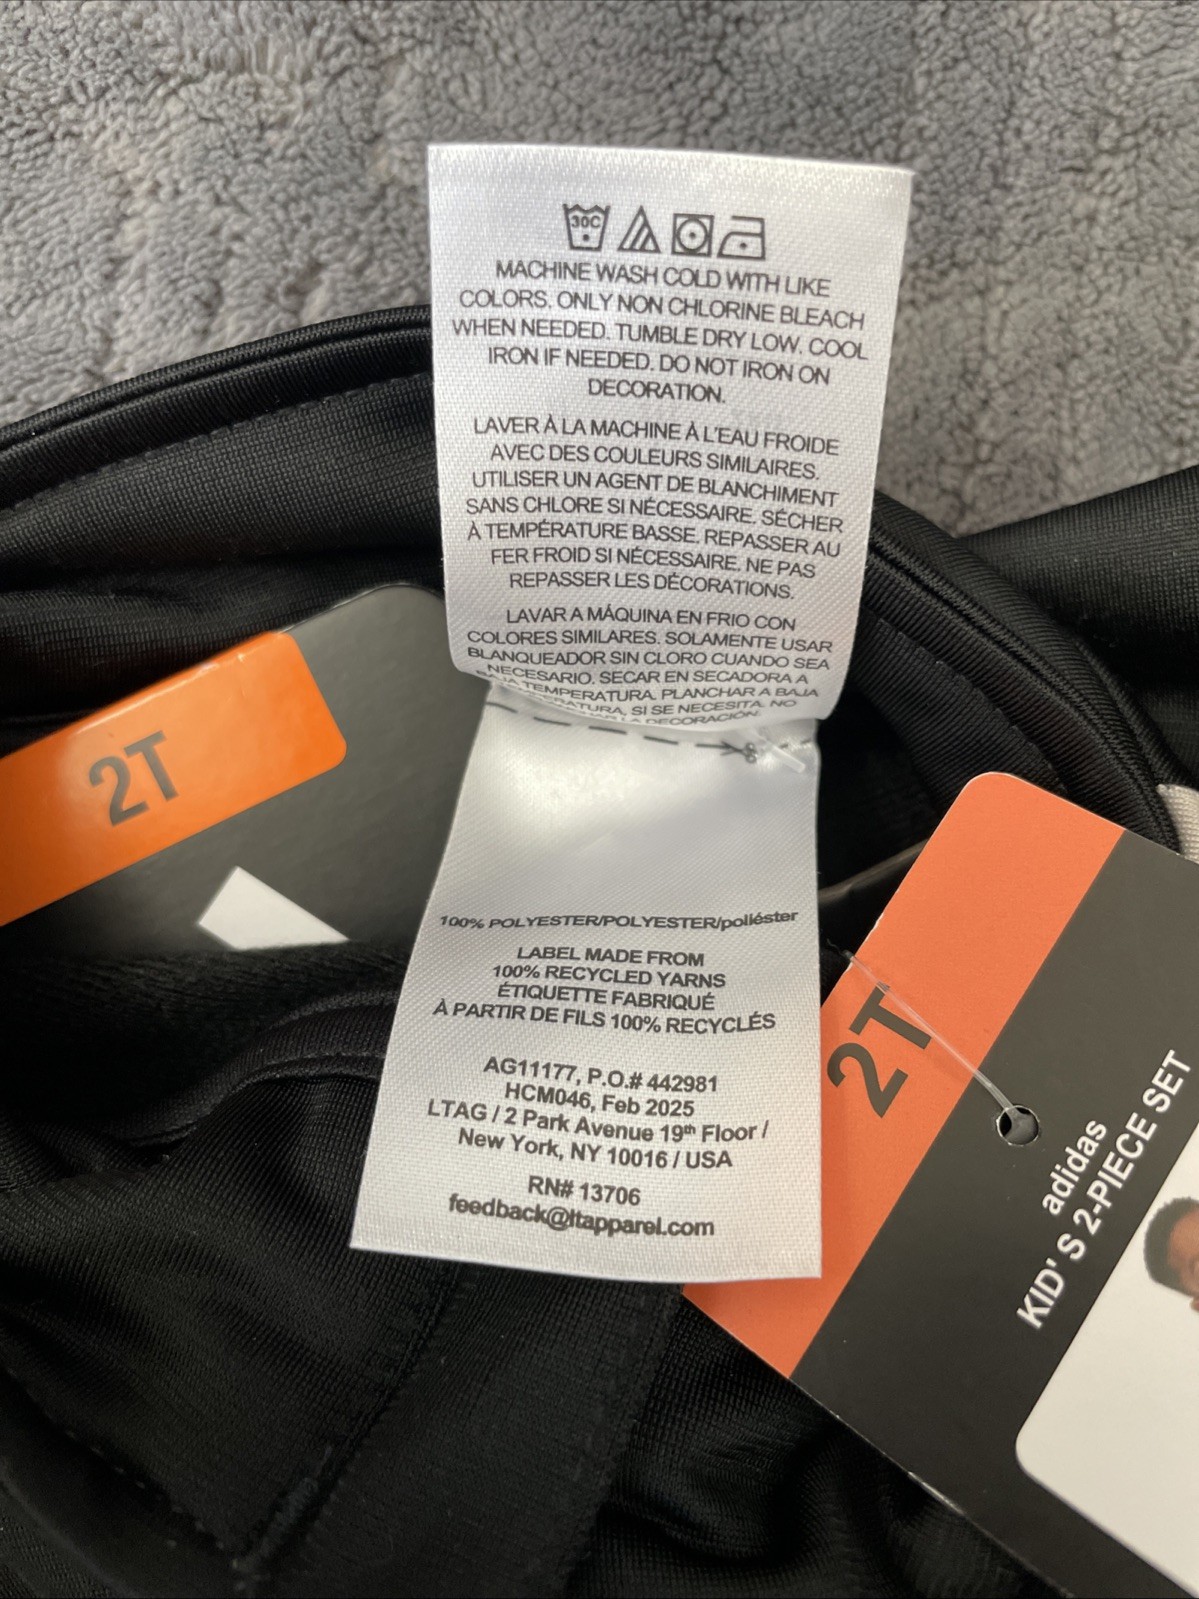 30C
MACHINE WASH COLD WITH LIKE
COLORS. ONLY NON CHLORINE BLEACH
WHEN NEEDED. TUMBLE DRY LOW. COOL
IRON IF NEEDED. DO NOT IRON ON
DECORATION.
LAVER À LA MACHINE À L'EAU FROIDE
AVEC DES COULEURS SIMILAIRES.
UTILISER UN AGENT DE BLANCHIMENT
SANS CHLORE SI NÉCESSAIRE. SÉCHER
À TEMPÉRATURE BASSE. REPASSER AU
FER FROID SI NÉCESSAIRE. NE PAS
REPASSER LES DÉCORATIONS.
LAVAR A MÁQUINA EN FRIO CON
COLORES SIMILARES. SOLAMENTE USAR
BLANQUEADOR SIN CLORO CUANDO SEA
NECESARIO. SECAR EN SECADORA A
BAJA TEMPERATURA. PLANCHAR A BAJA
SI SE NECESITA. NO
LA DECORACIÓN.
100% POLYESTER/POLYESTER/poliéster
LABEL MADE FROM
100% RECYCLED YARNS
ÉTIQUETTE FABRIQUÉ
À PARTIR DE FILS 100% RECYCLÉS
AG11177, P.O.# 442981
HCM046, Feb 2025
LTAG / 2 Park Avenue 19th Floor /
New York, NY 10016 / USA
RN# 13706
feedback@ltapparel.com
2T
2T
adidas
KID' S 2-PIECE SET